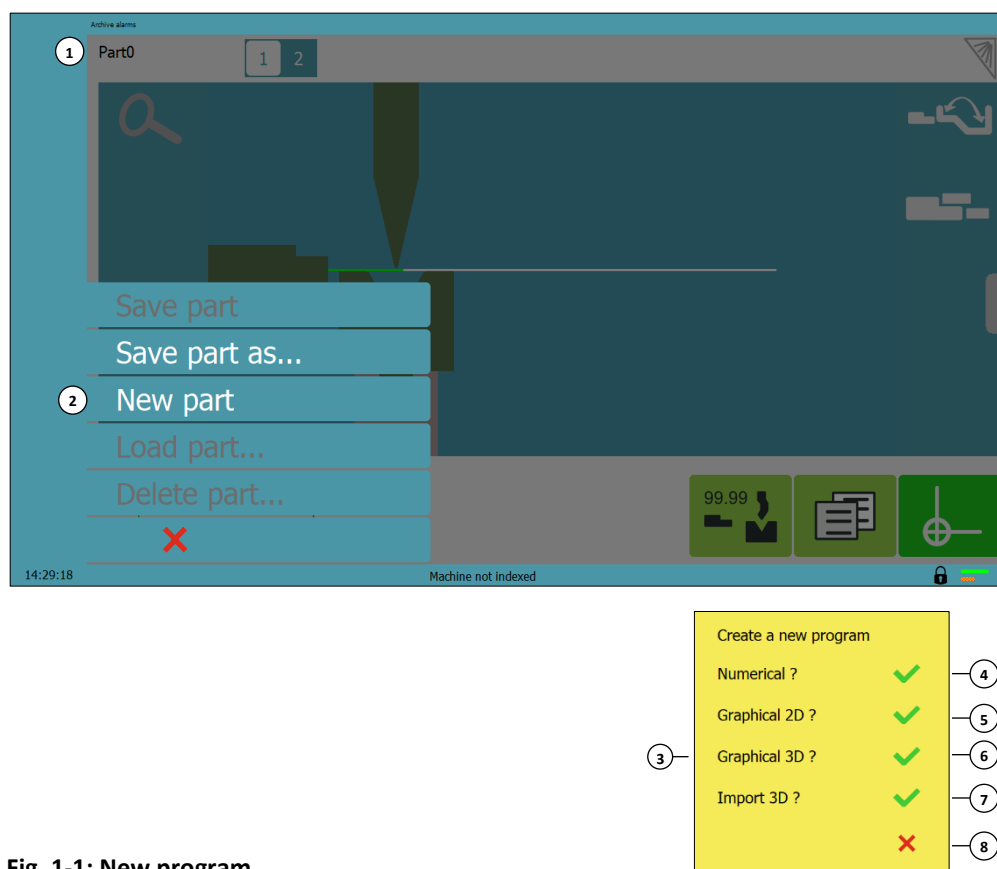 Archive alarms
1
Part0
1 2
Save part
Save part as...
2
New part
Load part...
Delete part...
99.99
14:29:18
Machine not indexed
Create a new program
Numerical ?
4
Graphical 2D ?
5
3
Graphical 3D ?
6
Import 3D ?
7
8
Fig. 1-1: New program